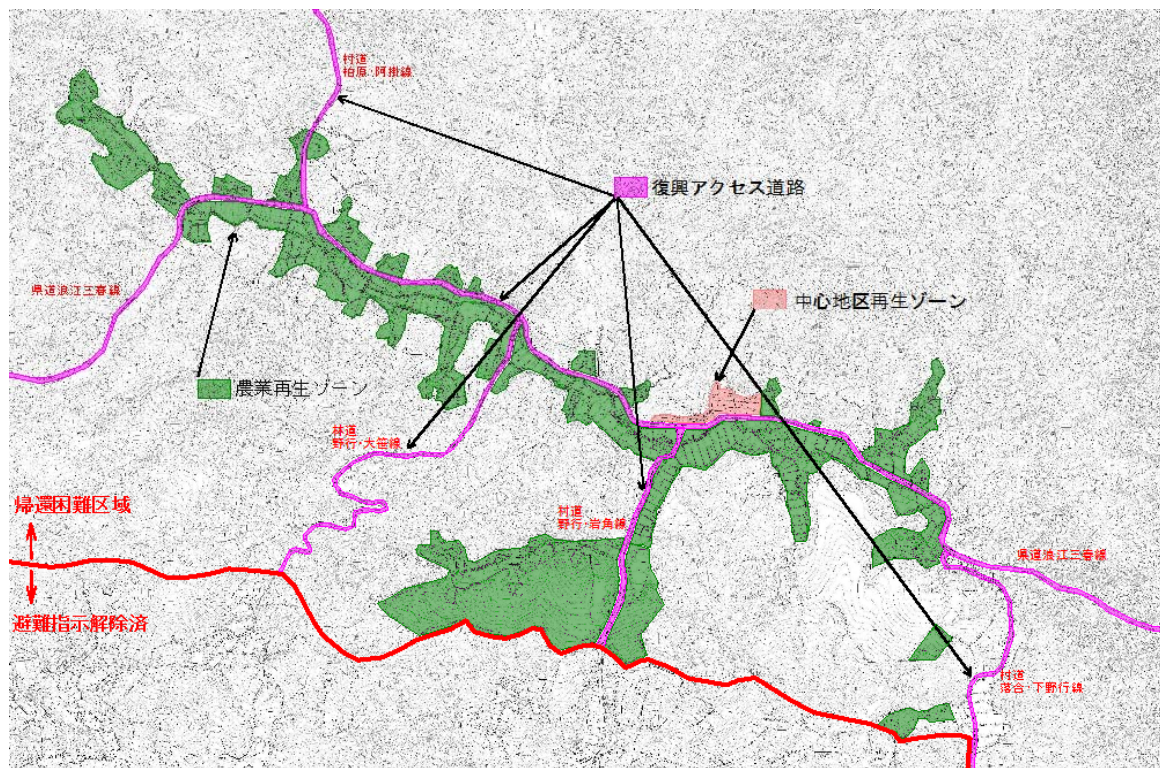 村道
柏原・阿掛線
復興アクセス道路
県道浪江三春線
中心地区再生ゾーン
農業再生ゾーン
林道
野行・大笹線
帰還困難区域
村道
野行・岩角線
県道浪江三春線
避難指示解除済
村道
落合・下野行線